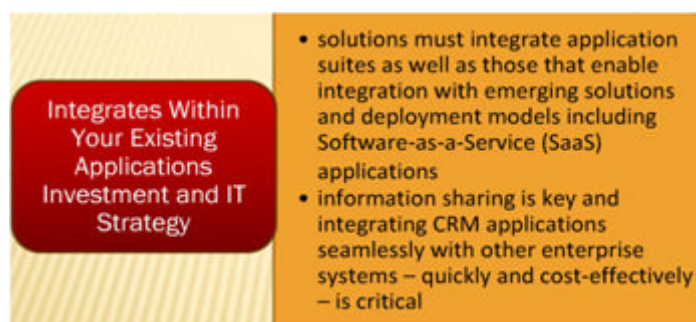 Integrates Within
Your Existing
Applications
Investment and IT
Strategy
• solutions must integrate application
suites as well as those that enable
integration with emerging solutions
and deployment models including
Software-as-a-Service (SaaS)
applications
• information sharing is key and
integrating CRM applications
seamlessly with other enterprise
systems – quickly and cost-effectively
– is critical